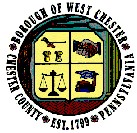 BOROUGH OF WEST CHESTER
CHESTER COUNTY
EST. 1799
PENNSYLVANIA